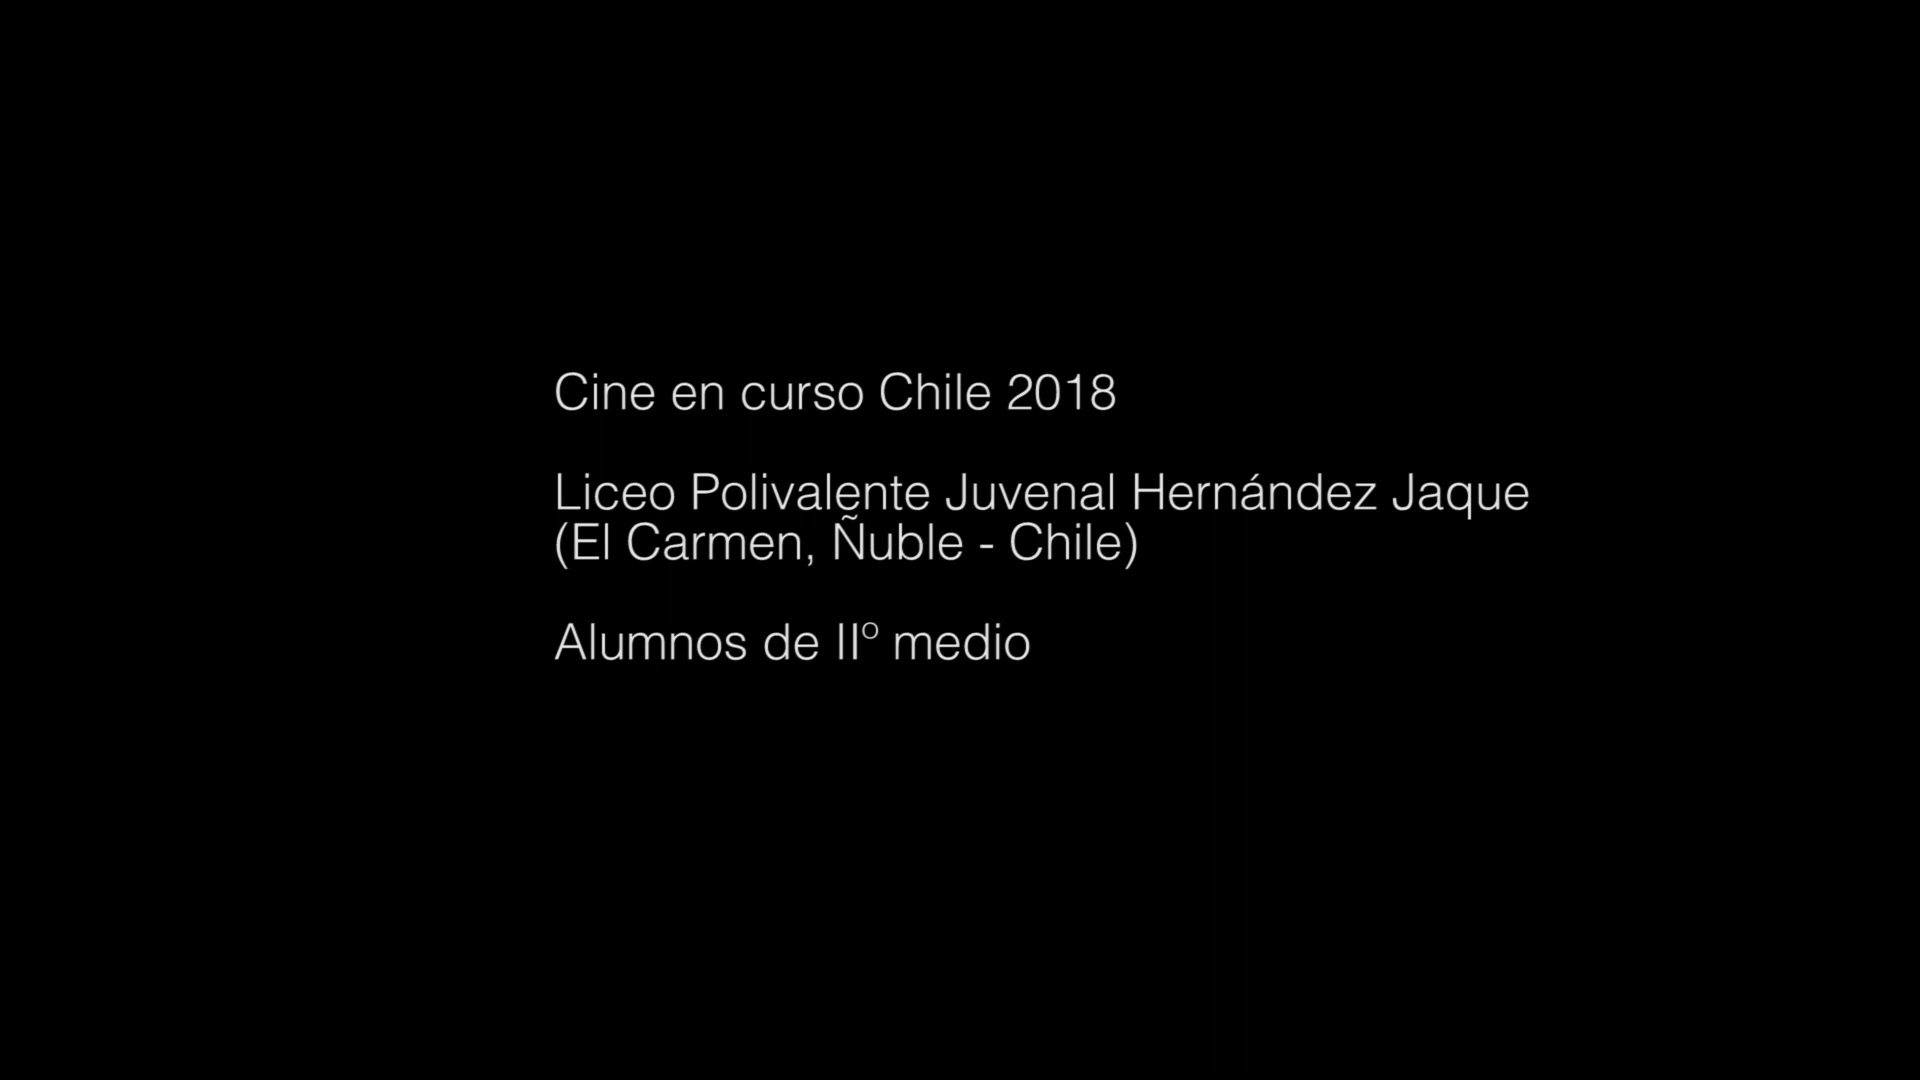 Cine en curso Chile 2018
Liceo Polivalente Juvenal Hernández Jaque
(El Carmen, Ñuble - Chile)
Alumnos de IIº medio